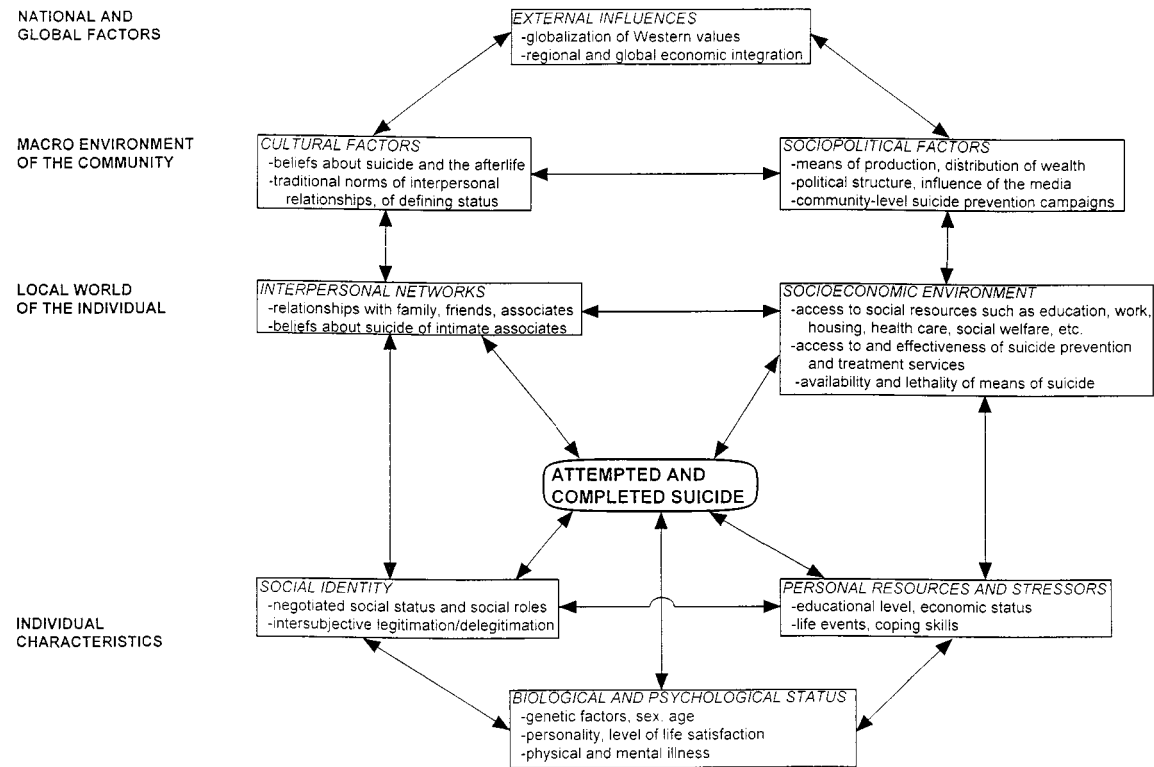 NATIONAL AND
GLOBAL FACTORS
EXTERNAL INFLUENCES
-globalization of Western values
-regional and global economic integration
MACRO ENVIRONMENT
OF THE COMMUNITY
CULTURAL FACTORS
-beliefs about suicide and the afterlife
-traditional norms of interpersonal
relationships, of defining status
SOCIOPOLITICAL FACTORS
-means of production, distribution of wealth
-political structure, influence of the media
-community-level suicide prevention campaigns
LOCAL WORLD
OF THE INDIVIDUAL
INTERPERSONAL NETWORKS
-relationships with family, friends, associates
-beliefs about suicide of intimate associates
SOCIOECONOMIC ENVIRONMENT
-access to social resources such as education, work,
housing, health care, social welfare, etc.
-access to and effectiveness of suicide prevention
and treatment services
-availability and lethality of means of suicide
ATTEMPTED AND
COMPLETED SUICIDE
INDIVIDUAL
CHARACTERISTICS
SOCIAL IDENTITY
-negotiated social status and social roles
-intersubjective legitimation/delegitimation
PERSONAL RESOURCES AND STRESSORS
-educational level, economic status
-life events, coping skills
BIOLOGICAL AND PSYCHOLOGICAL STATUS
-genetic factors, sex, age
-personality, level of life satisfaction
-physical and mental illness